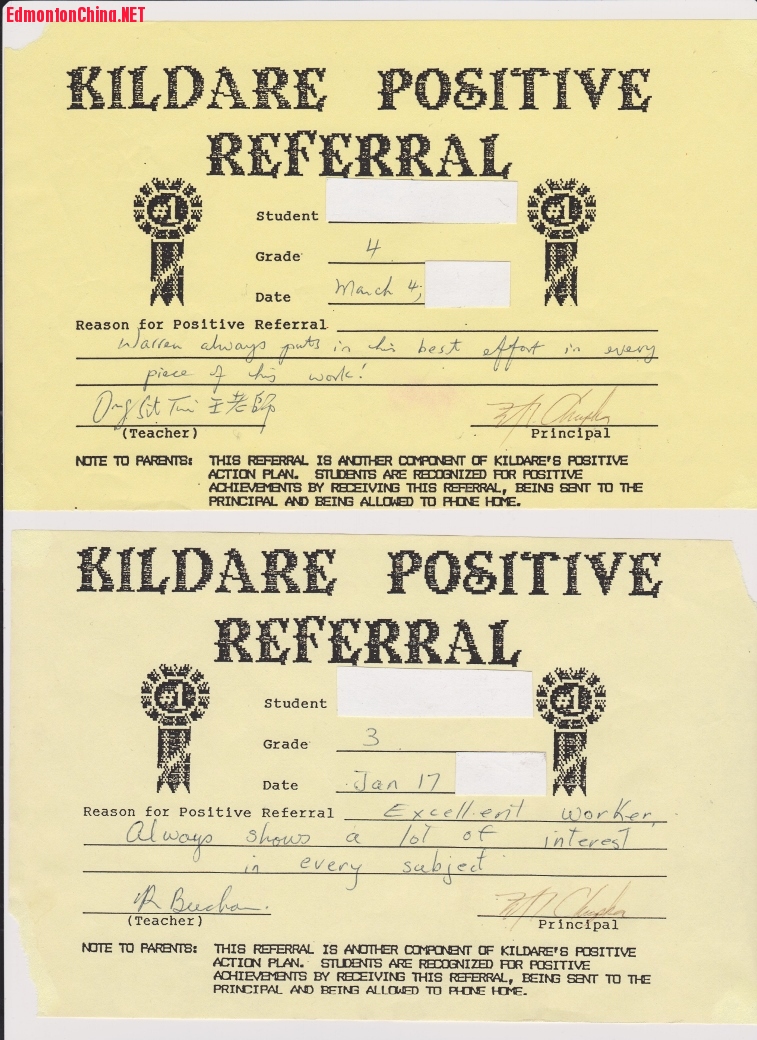 EdmontonChina.NET
KILDARE POSITIVE
REFERRAL
#1
#1
Student
Grade 4
Date March 4,
Reason for Positive Referral
Warren always puts in his best effort in every
piece of his work!
王老師
(Teacher)
Principal
NOTE TO PARENTS: THIS REFERRAL IS ANOTHER COMPONENT OF KILDARE'S POSITIVE
ACTION PLAN. STUDENTS ARE RECOGNIZED FOR POSITIVE
ACHIEVEMENTS BY RECEIVING THIS REFERRAL, BEING SENT TO THE
PRINCIPAL AND BEING ALLOWED TO PHONE HOME.
KILDARE POSITIVE
REFERRAL
#1
#1
Student
Grade 3
Date Jan 17
Reason for Positive Referral Excellent worker,
Always shows a lot of interest
in every subject
(Teacher)
Principal
NOTE TO PARENTS: THIS REFERRAL IS ANOTHER COMPONENT OF KILDARE'S POSITIVE
ACTION PLAN. STUDENTS ARE RECOGNIZED FOR POSITIVE
ACHIEVEMENTS BY RECEIVING THIS REFERRAL, BEING SENT TO THE
PRINCIPAL AND BEING ALLOWED TO PHONE HOME.